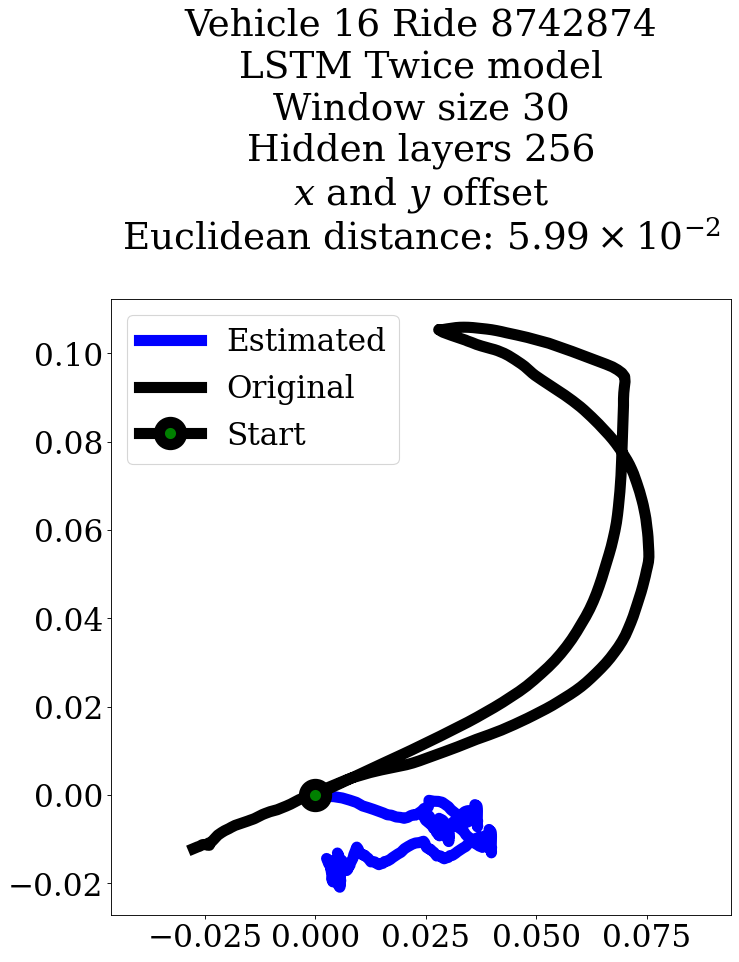 Vehicle 16 Ride 8742874
LSTM Twice model
Window size 30
Hidden layers 256
x and y offset
Euclidean distance: 5.99 × 10⁻²
Estimated
Original
Start
0.10
0.08
0.06
0.04
0.02
0.00
−0.02
−0.025 0.000 0.025 0.050 0.075